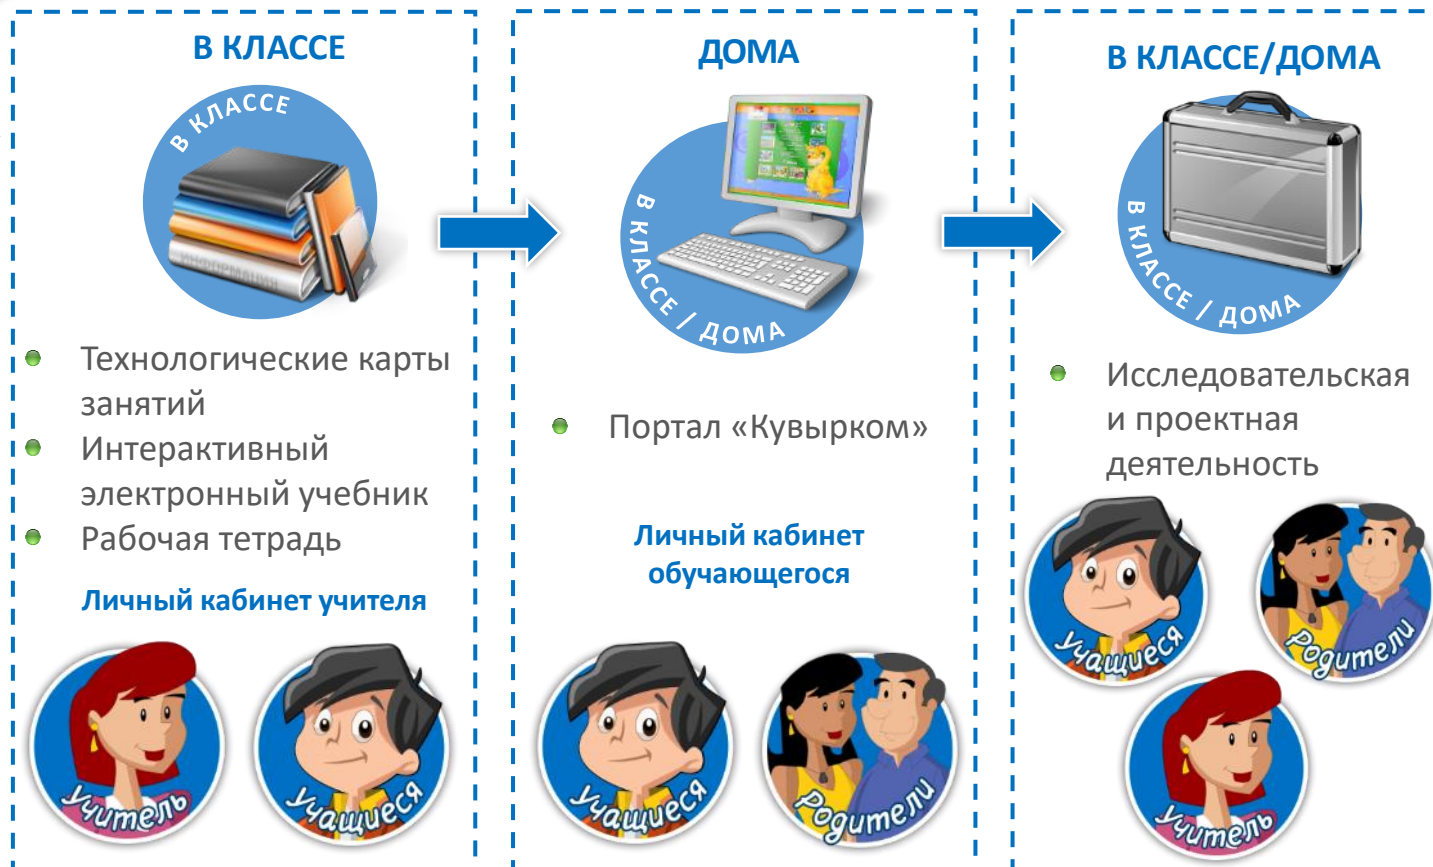 В КЛАССЕ
В КЛАССЕ
ИНФОРМАЦИЯ
Технологические карты
занятий
Интерактивный
электронный учебник
Рабочая тетрадь
Личный кабинет учителя
Учитель
Учащиеся
ДОМА
В КЛАССЕ / ДОМА
Портал «Кувырком»
Личный кабинет
обучающегося
Учащиеся
Родители
В КЛАССЕ/ДОМА
В КЛАССЕ / ДОМА
Исследовательская
и проектная
деятельность
Учащиеся
Родители
Учитель